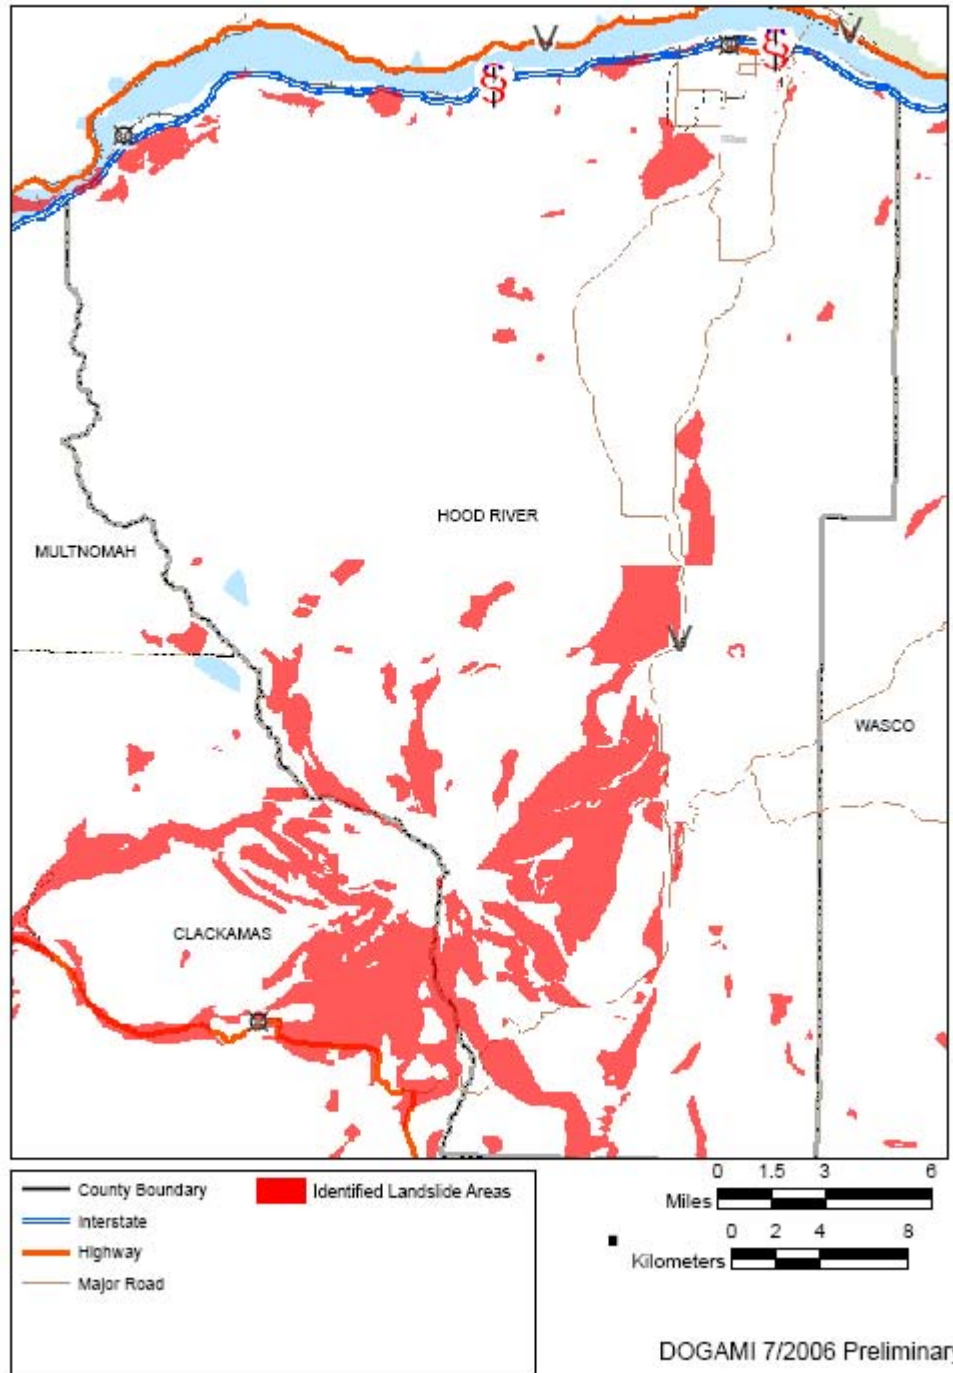 HOOD RIVER
MULTNOMAH
WASCO
CLACKAMAS
County Boundary
Interstate
Highway
Major Road
Identified Landslide Areas
0 1.5 3 6
Miles
0 2 4 8
Kilometers
DOGAMI 7/2006 Preliminary